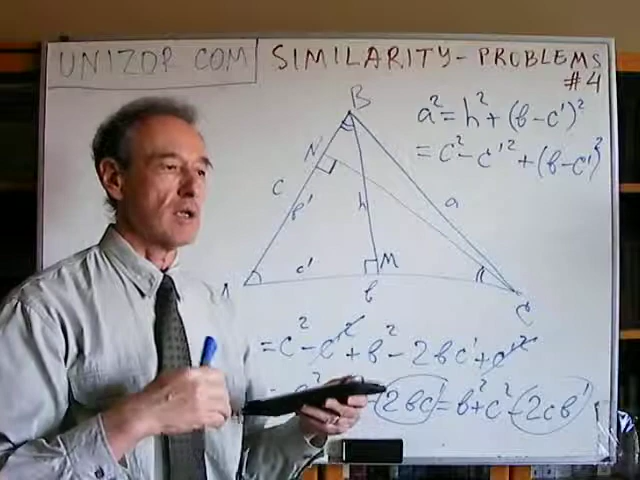 UNIZOR.COM
SIMILARITY - PROBLEMS
#4
B
a² = h² + (b - c')²
= c² - c'² + (b - c')²
N
c
b'
h
a
A
c'
M
b
C
= c² - c'² + b² - 2bc' + c'²
2bc' = b² + c² - 2cb'